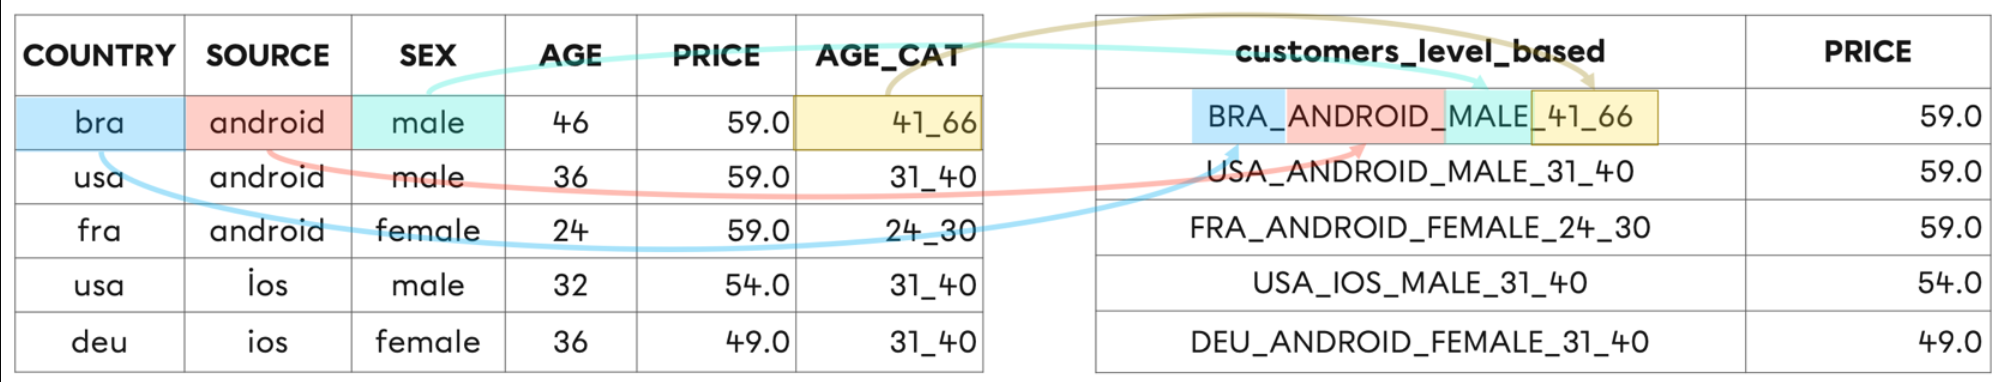 COUNTRY SOURCE SEX AGE PRICE AGE_CAT customers_level_based PRICE
bra android male 46 59.0 41_66 BRA_ANDROID_MALE_41_66 59.0
usa android male 36 59.0 31_40 USA_ANDROID_MALE_31_40 59.0
fra android female 24 59.0 24_30 FRA_ANDROID_FEMALE_24_30 59.0
usa İos male 32 54.0 31_40 USA_IOS_MALE_31_40 54.0
deu ios female 36 49.0 31_40 DEU_ANDROID_FEMALE_31_40 49.0